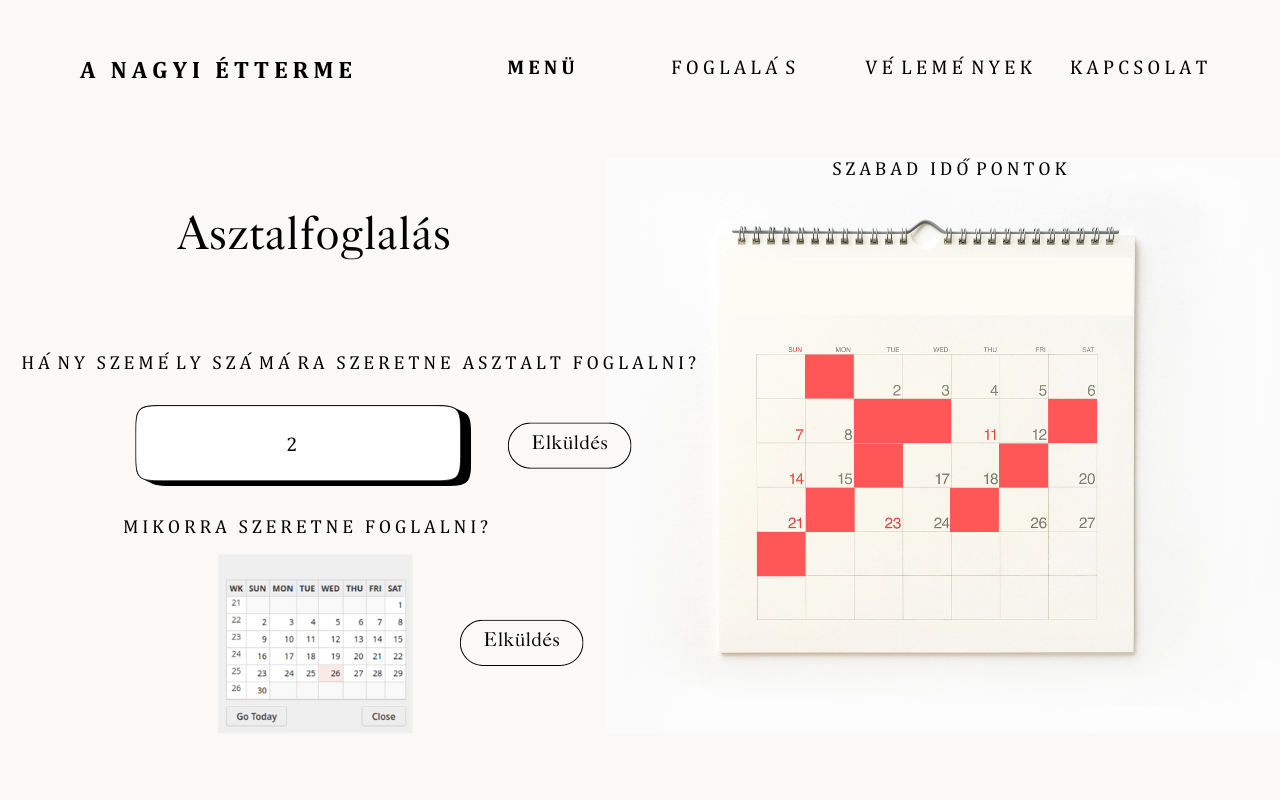 A NAGYI ÉTTERME
MENÜ
FOGLALÁS
VÉLEMÉNYEK
KAPCSOLAT
SZABAD IDŐPONTOK
Asztalfoglalás
HÁNY SZEMÉLY SZÁMÁRA SZERETNE ASZTALT FOGLALNI?
2
Elküldés
MIKORRA SZERETNE FOGLALNI?
WK SUN MON TUE WED THU FRI SAT
21 1
22 2 3 4 5 6 7 8
23 9 10 11 12 13 14 15
24 16 17 18 19 20 21 22
25 23 24 25 26 27 28 29
26 30
Go Today Close
Elküldés
SUN MON TUE WED THU FRI SAT
2 3 4 5 6
7 8 11 12
14 15 17 18 20
21 23 24 26 27